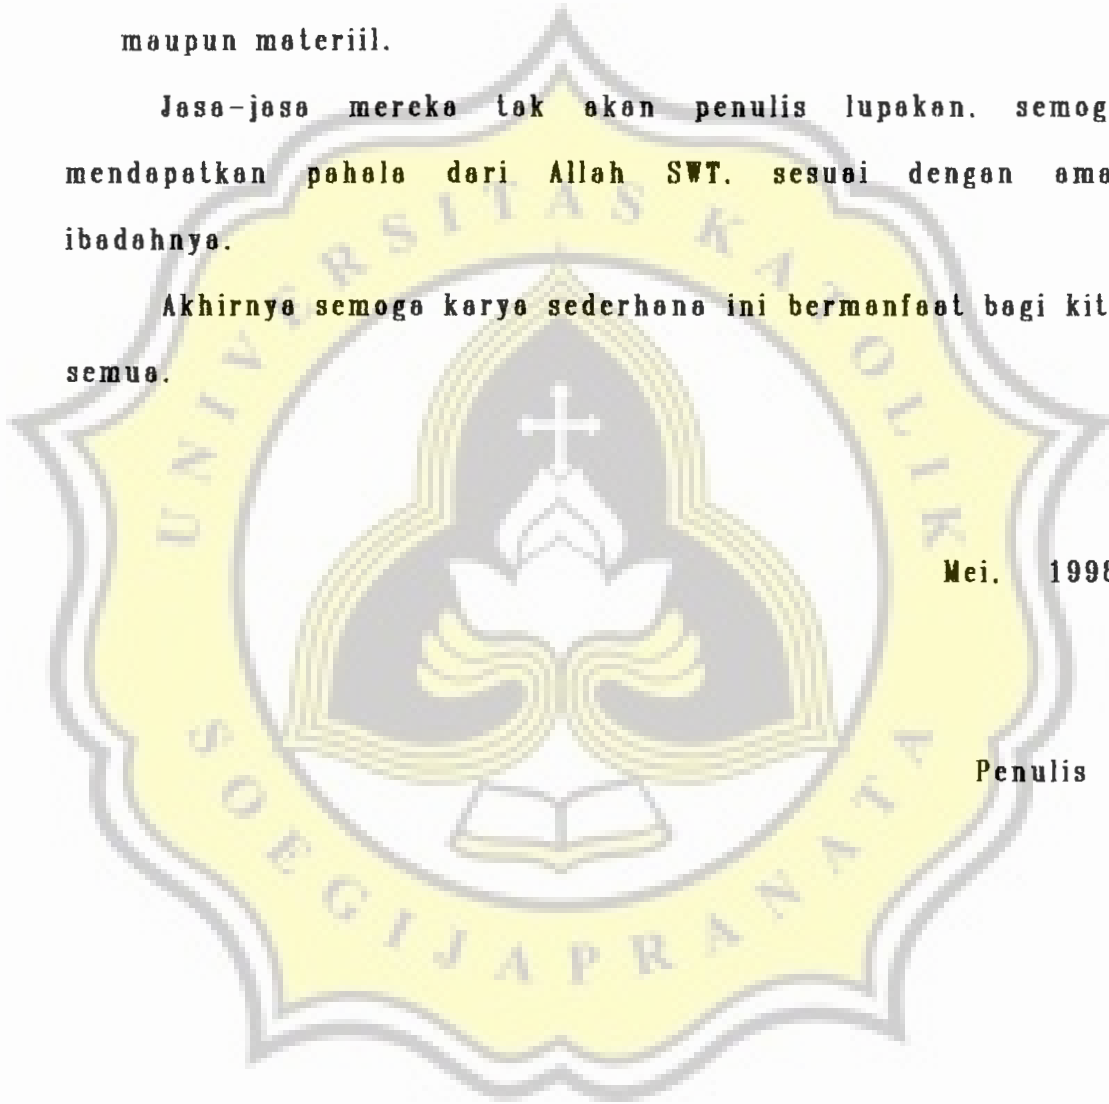 maupun materiil.
Jasa-jasa mereka tak akan penulis lupakan. semog
mendapatkan pahala dari Allah SWT. sesuai dengan ama
ibadahnya.
Akhirnya semoga karya sederhana ini bermanfaat bagi kit
semua.
Mei. 1998
Penulis
UNIVERSITAS KATOLIK
SOEGIJAPRANATA